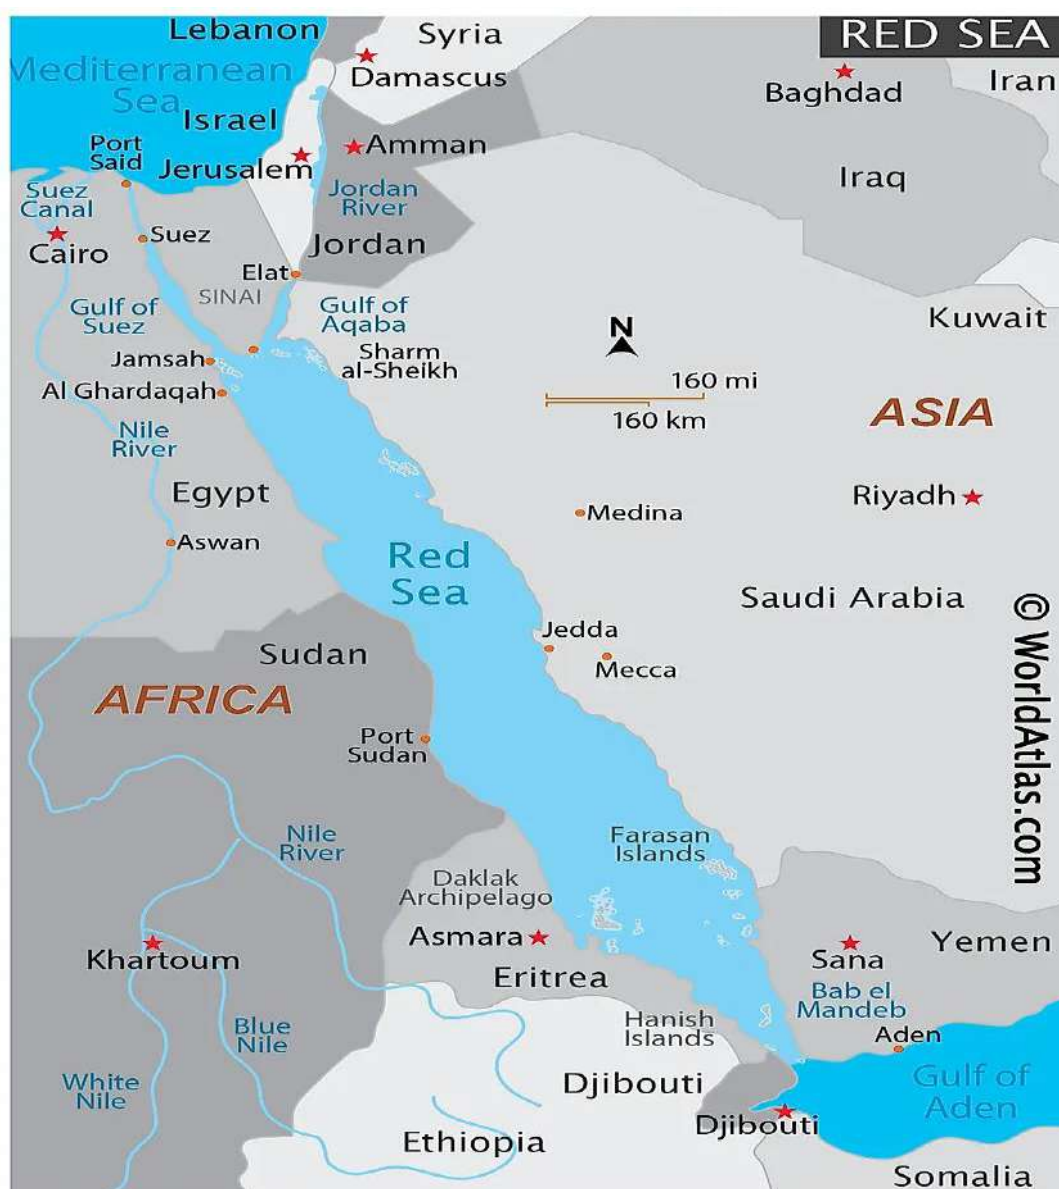 RED SEA
Lebanon
Syria
Damascus
Baghdad
Iran
Mediterranean
Sea
Israel
Amman
Port
Said
Jerusalem
Iraq
Suez
Canal
Jordan
River
Cairo
Suez
Jordan
Elat
SINAI
Gulf of
Suez
Gulf of
Aqaba
Kuwait
N
Jamsah
Sharm
al-Sheikh
160 mi
160 km
Al Ghardaqah
ASIA
Nile
River
Egypt
Riyadh
Medina
Aswan
Red
Sea
Saudi Arabia
© WorldAtlas.com
Jedda
Mecca
Sudan
AFRICA
Port
Sudan
Nile
River
Farasan
Islands
Daklak
Archipelago
Asmara
Khartoum
Eritrea
Yemen
Sana
Bab el
Mandeb
Hanish
Islands
Aden
Blue
Nile
White
Nile
Djibouti
Gulf of
Aden
Djibouti
Ethiopia
Somalia